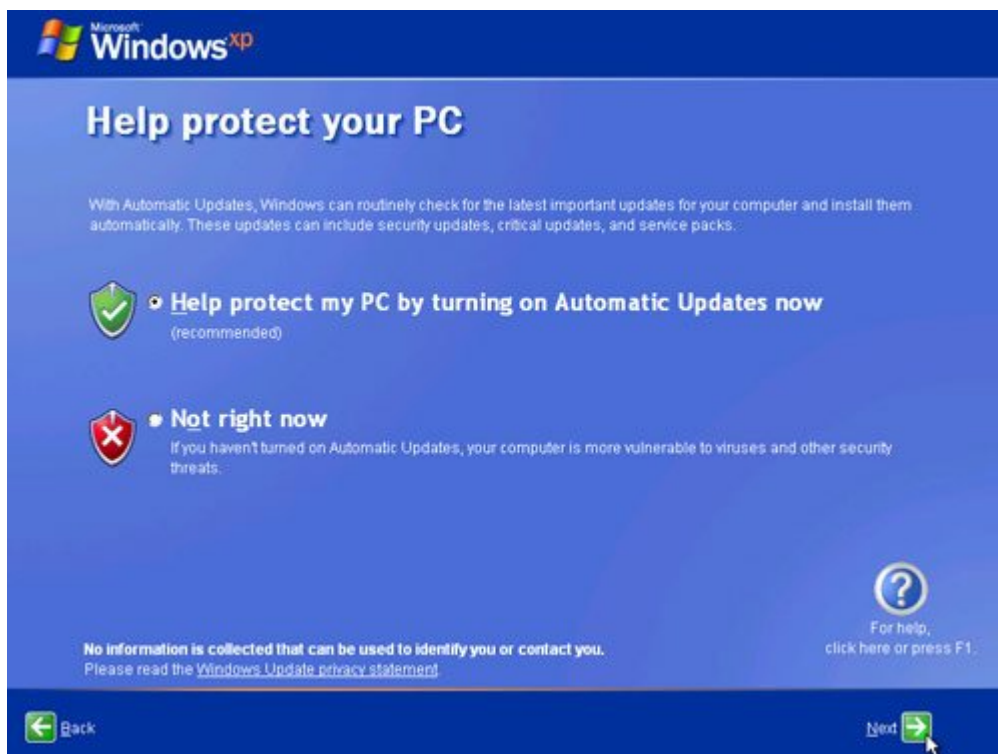 Microsoft
Windows xp
Help protect your PC
With Automatic Updates, Windows can routinely check for the latest important updates for your computer and install them
automatically. These updates can include security updates, critical updates, and service packs.
Help protect my PC by turning on Automatic Updates now
(recommended)
Not right now
If you haven't turned on Automatic Updates, your computer is more vulnerable to viruses and other security
threats.
For help,
click here or press F1.
No information is collected that can be used to identify you or contact you.
Please read the Windows Update privacy statement.
Back
Next